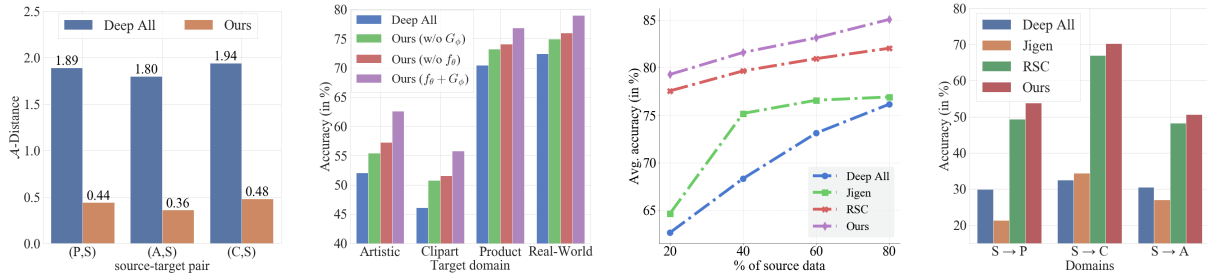 Deep All
Ours
2.5
2.0
1.5
1.0
0.5
0.0
𝒜-Distance
1.89
0.44
1.80
0.36
1.94
0.48
(P,S)
(A,S)
(C,S)
source-target pair
80
75
70
65
60
55
50
45
40
Accuracy (in %)
Deep All
Ours (w/o G_ϕ)
Ours (w/o f_θ)
Ours (f_θ + G_ϕ)
Artistic
Clipart
Product
Real-World
Target domain
85
80
75
70
65
Avg. accuracy (in %)
Deep All
Jigen
RSC
Ours
20
40
60
80
% of source data
80
70
60
50
40
30
20
Accuracy (in %)
Deep All
Jigen
RSC
Ours
S → P
S → C
S → A
Domains